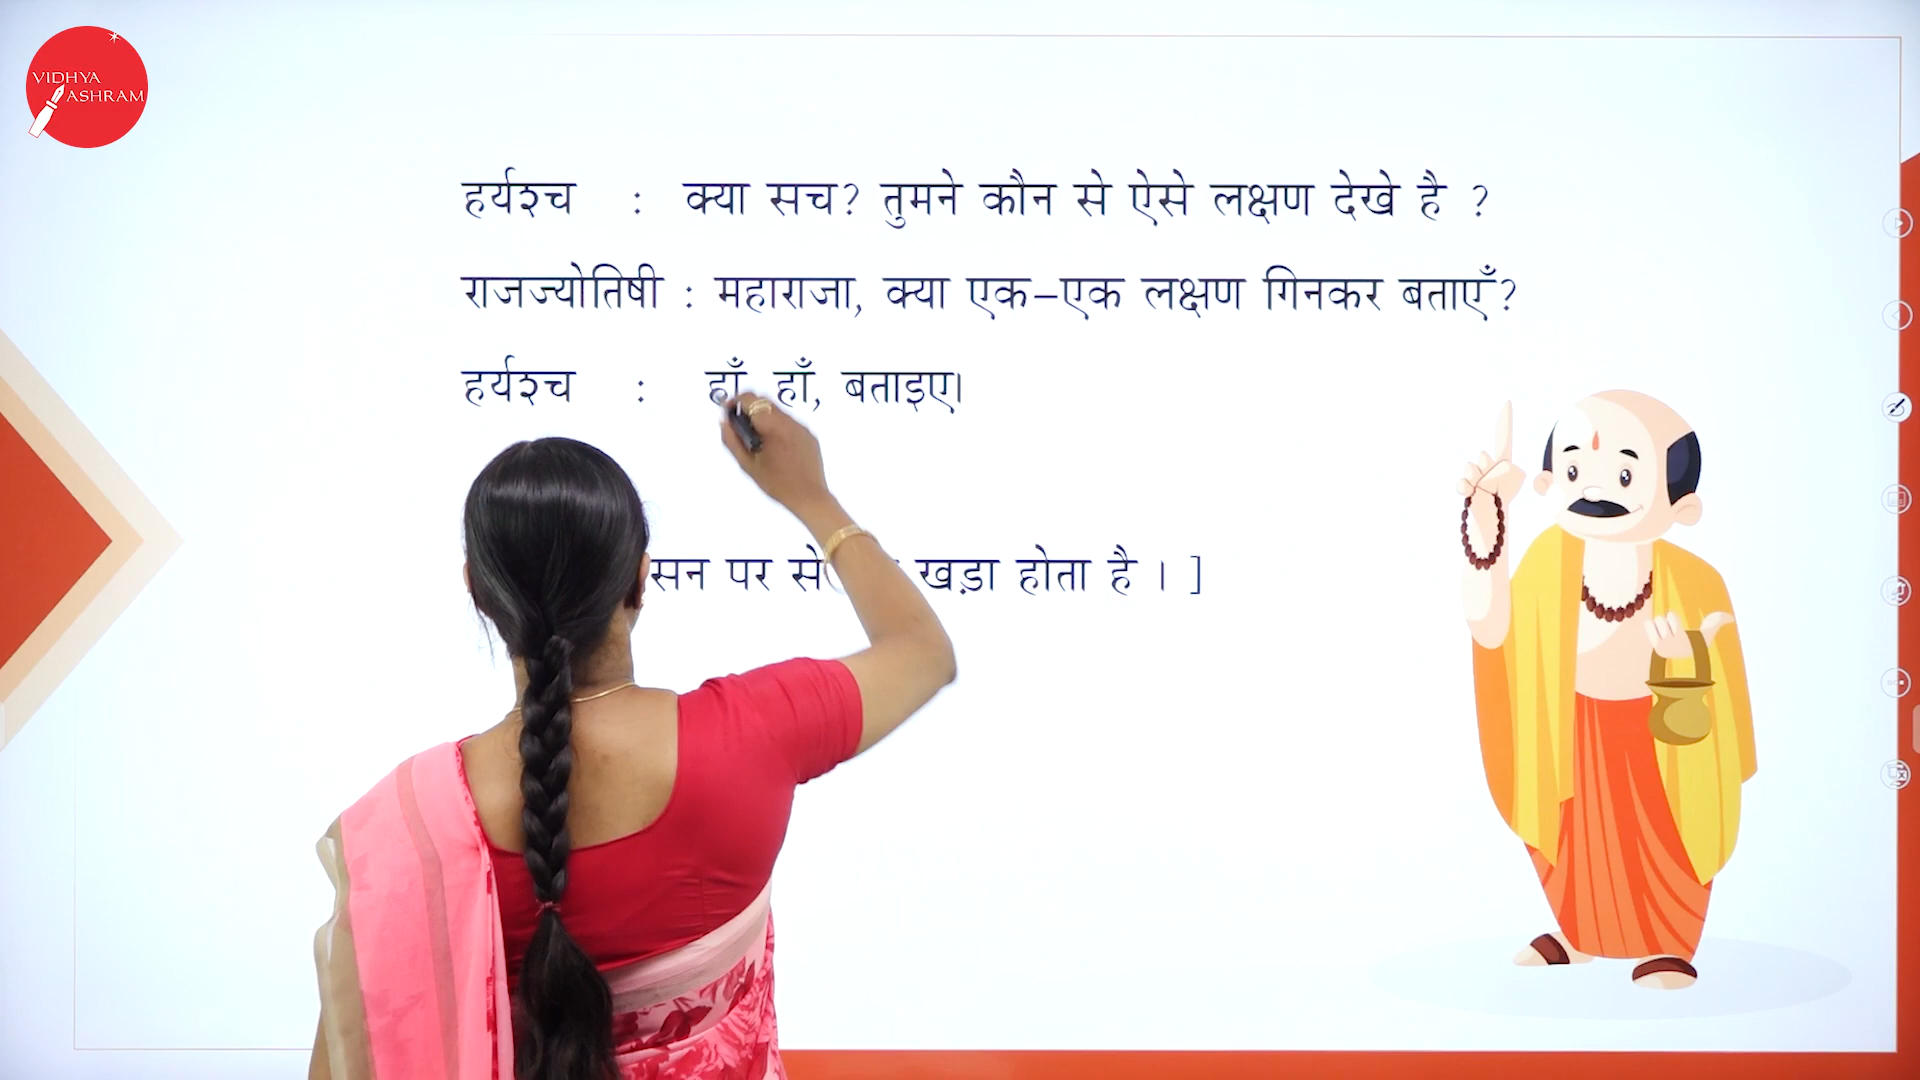 VIDHYA
ASHRAM
हर्यश्च : क्या सच? तुमने कौन से ऐसे लक्षण देखे है ?
राजज्योतिषी : महाराजा, क्या एक–एक लक्षण गिनकर बताएँ?
हर्यश्च : हाँ, हाँ, बताइए।
पर से खड़ा होता है । ]